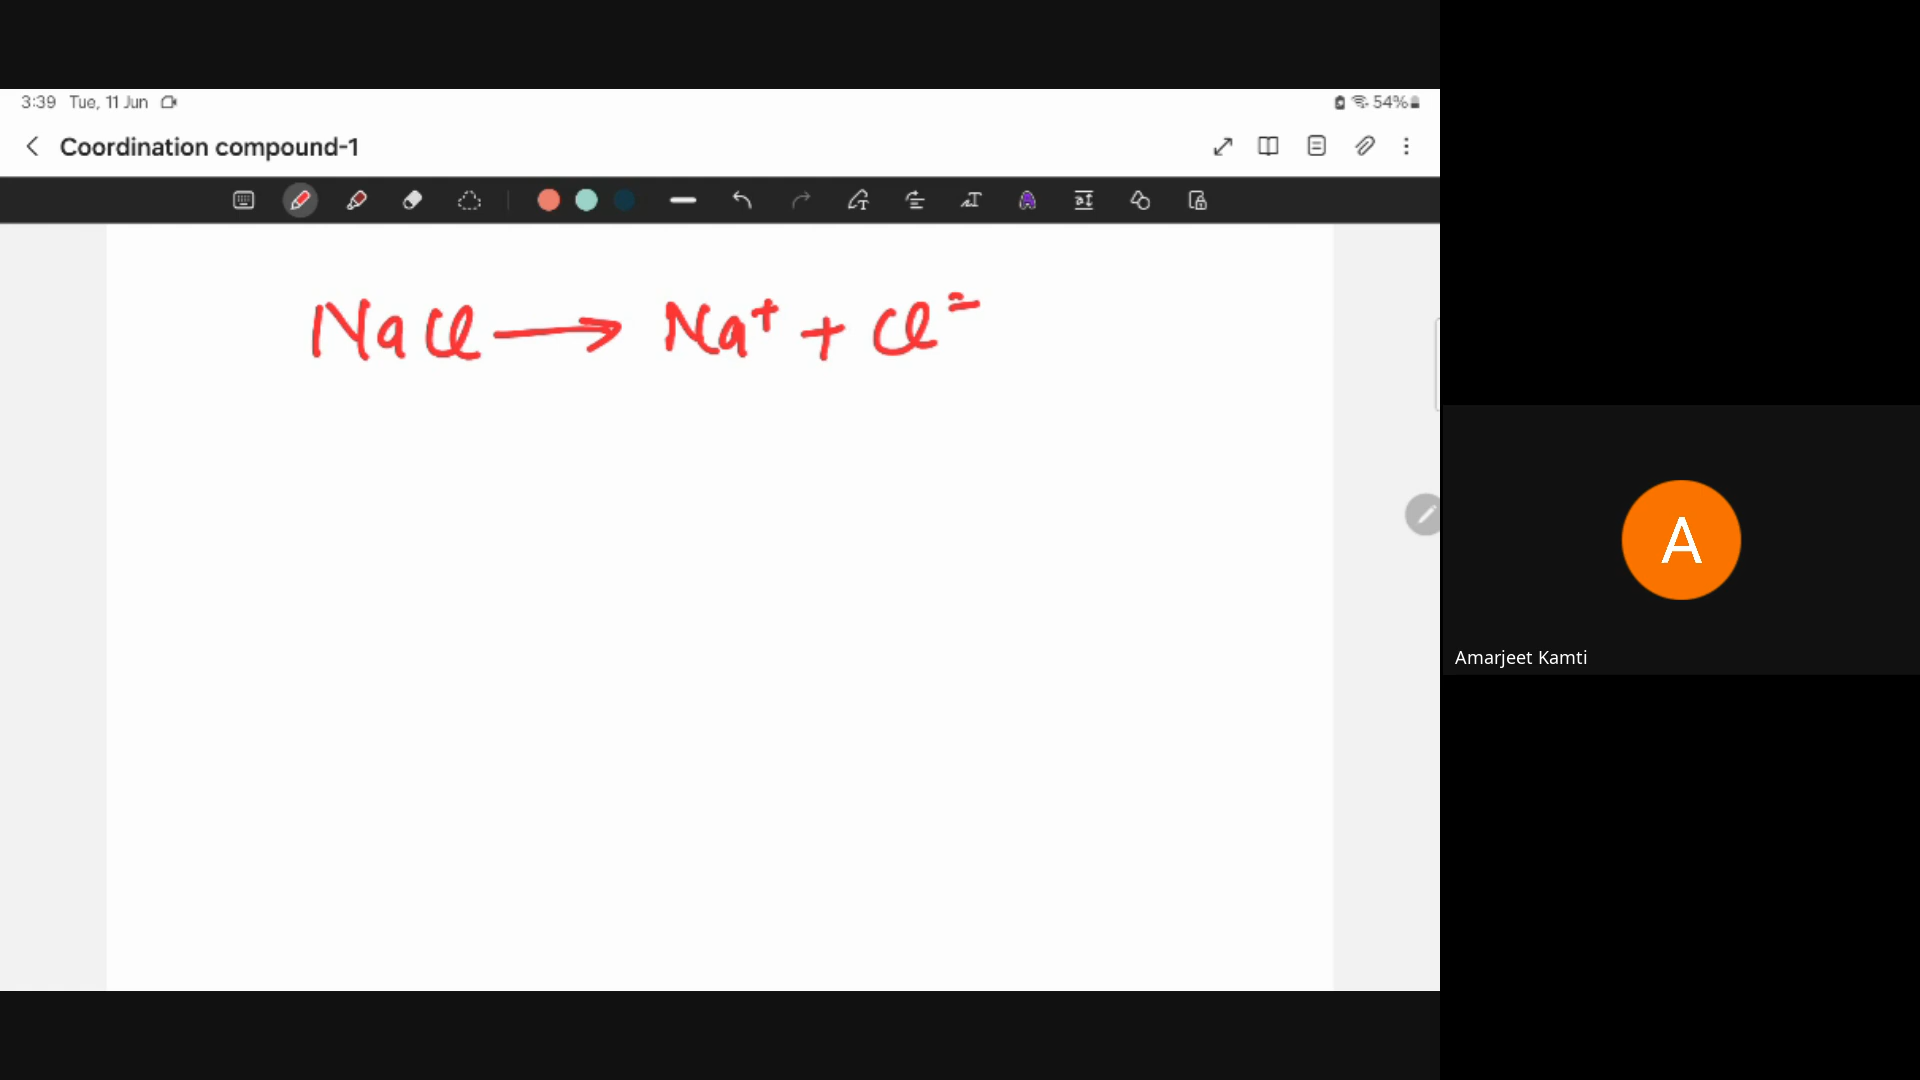 3:39 Tue, 11 Jun 54%
Coordination compound-1
NaCl → Na⁺ + Cl⁼
A
Amarjeet Kamti